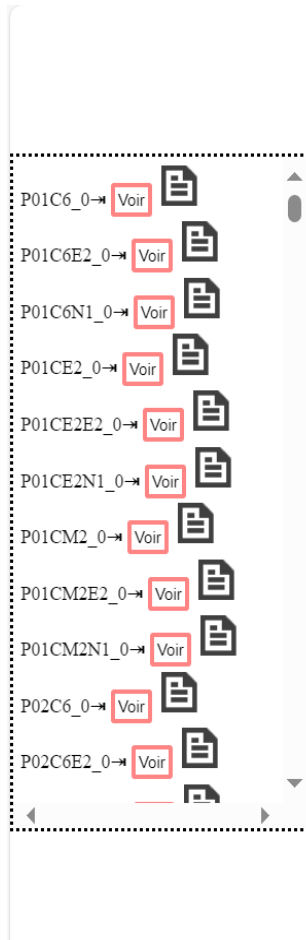 P01C6_0⇥ Voir
P01C6E2_0⇥ Voir
P01C6N1_0⇥ Voir
P01CE2_0⇥ Voir
P01CE2E2_0⇥ Voir
P01CE2N1_0⇥ Voir
P01CM2_0⇥ Voir
P01CM2E2_0⇥ Voir
P01CM2N1_0⇥ Voir
P02C6_0⇥ Voir
P02C6E2_0⇥ Voir